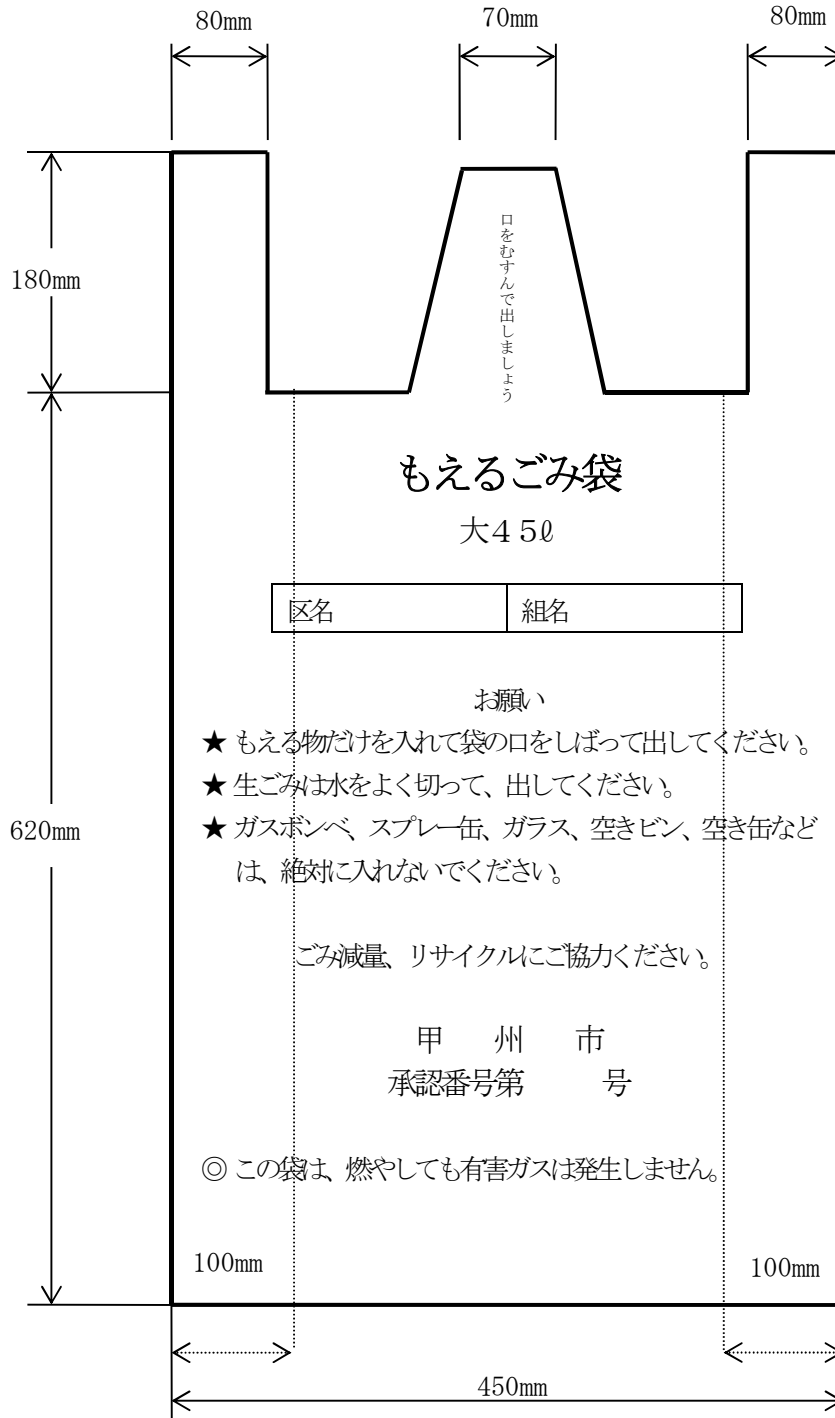 80mm 70mm 80mm
180mm
口をむすんで出しましょう
もえるごみ袋
大45ℓ
区名 組名
お願い
★ もえる物だけを入れて袋の口をしばって出してください。
★ 生ごみは水をよく切って、出してください。
620mm
★ ガスボンベ、スプレー缶、ガラス、空きビン、空き缶など
は、絶対に入れないでください。
ごみ減量、リサイクルにご協力ください。
甲 州 市
承認番号第 号
◎ この袋は、燃やしても有害ガスは発生しません。
100mm 100mm
450mm